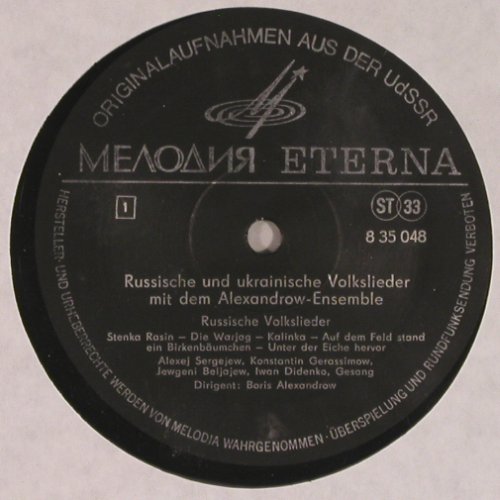 ORIGINALAUFNAHMEN AUS DER UdSSR
МЕЛОДИЯ ETERNA
1
ST 33
8 35 048
Russische und ukrainische Volkslieder
mit dem Alexandrow-Ensemble
Russische Volkslieder
Stenka Rasin – Die Warjag – Kalinka – Auf dem Feld stand
ein Birkenbäumchen – Unter der Eiche hervor
Alexej Sergejew, Konstantin Gerassimow,
Jewgeni Beljajew, Iwan Didenko, Gesang
Dirigent: Boris Alexandrow
HERSTELLER- UND URHEBERRECHTE WERDEN VON MELODIA WAHRGENOMMEN · ÜBERSPIELUNG UND RUNDFUNKSENDUNG VERBOTEN